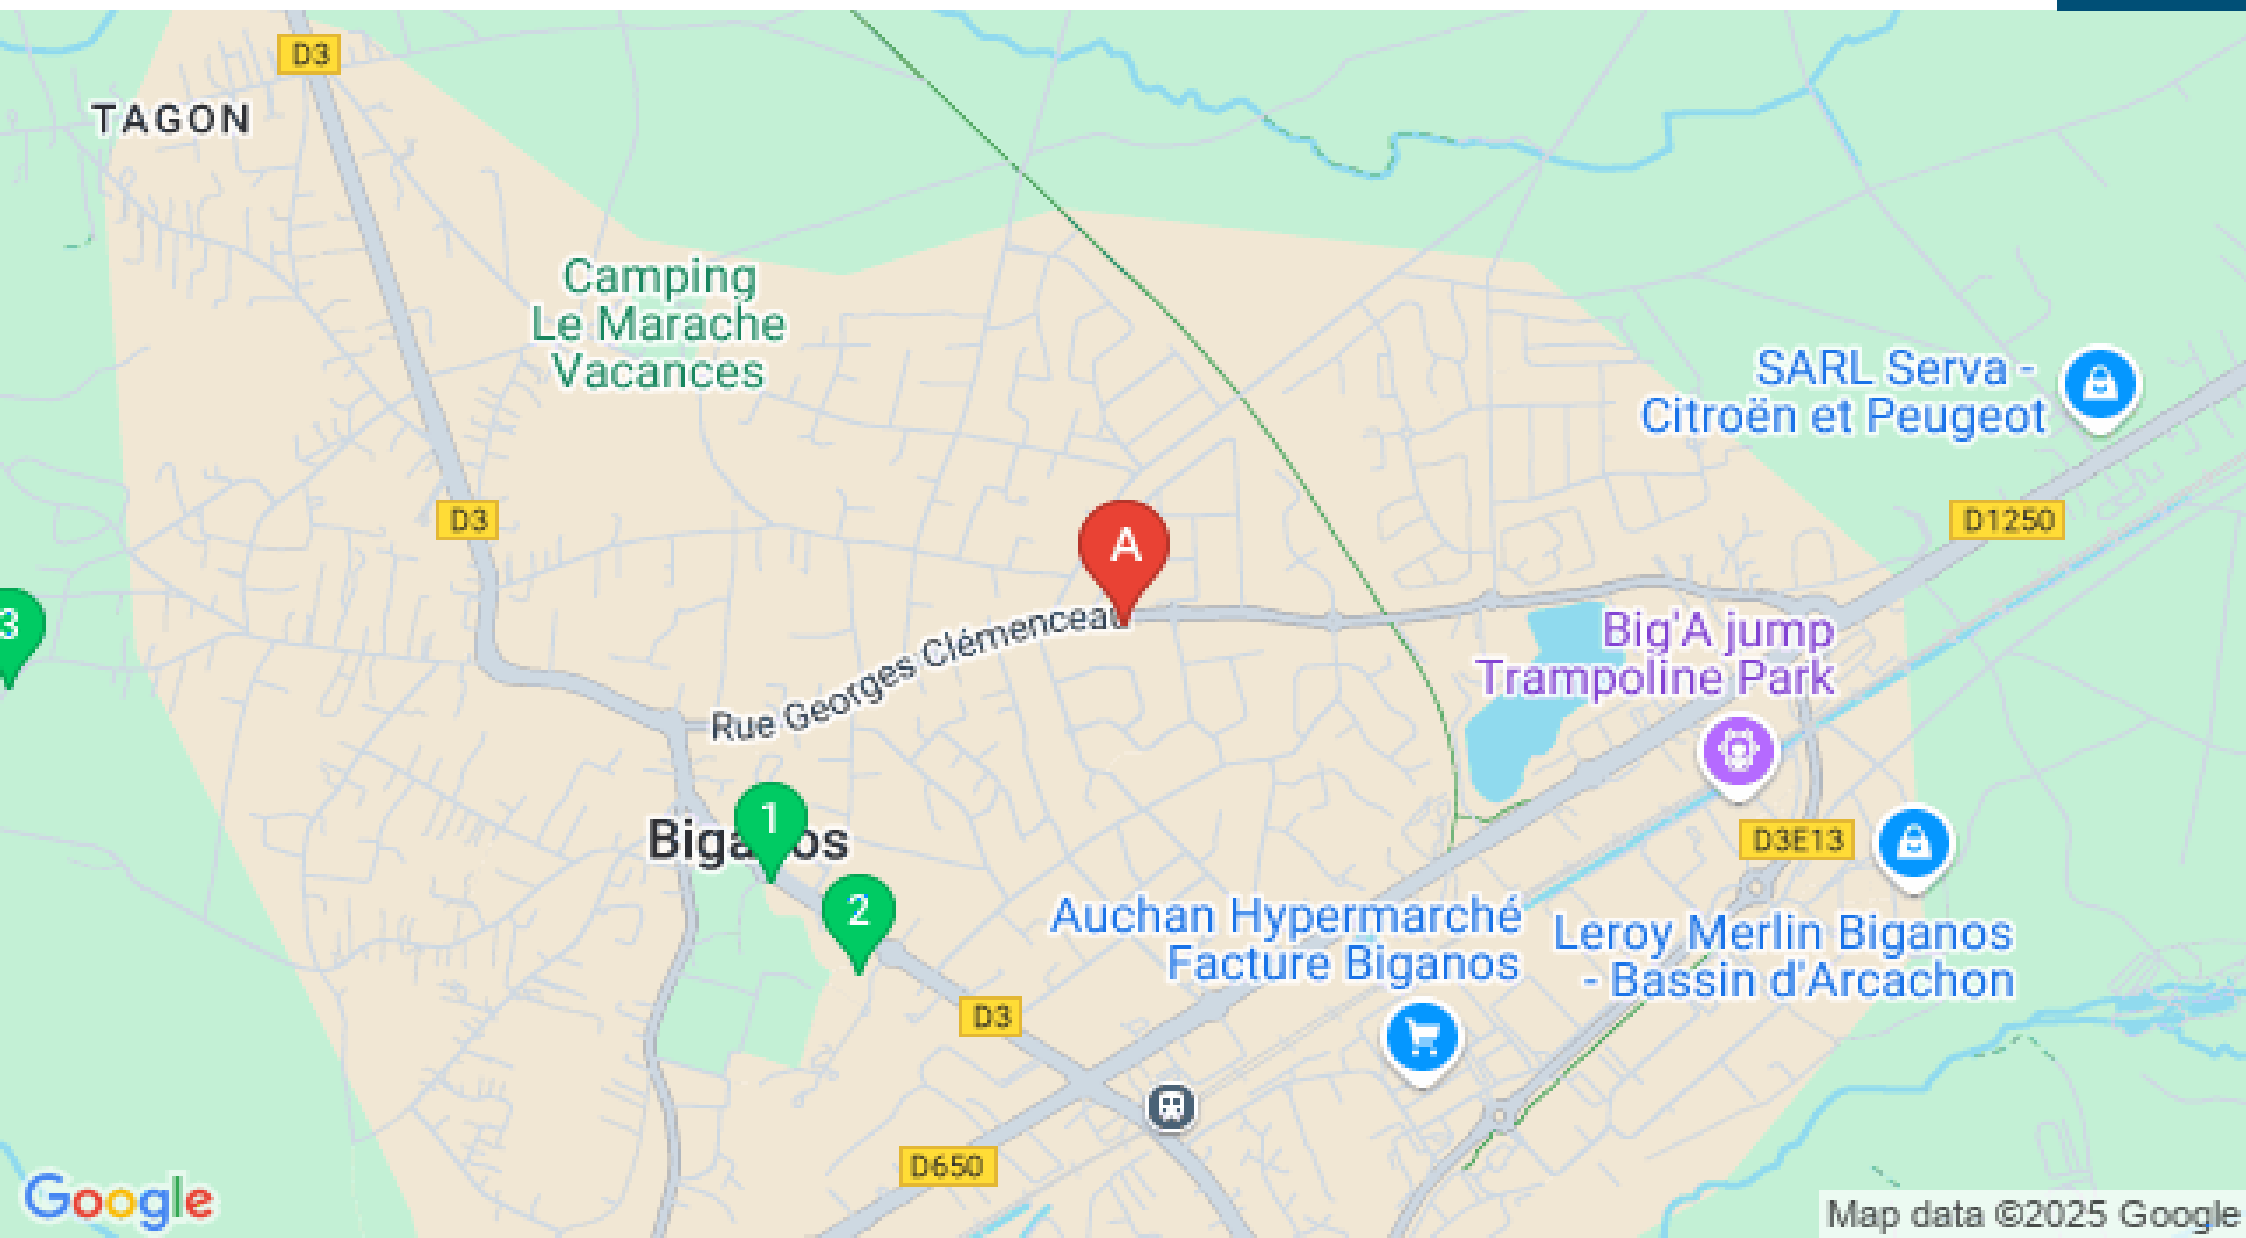 D3
TAGON
Camping
Le Marache
Vacances
SARL Serva -
Citroën et Peugeot
D3
D1250
A
3
Rue Georges Clémenceau
Big'A jump
Trampoline Park
1
Biganos
D3E13
2
Auchan Hypermarché
Facture Biganos
Leroy Merlin Biganos
- Bassin d'Arcachon
D3
D650
Google
Map data ©2025 Google